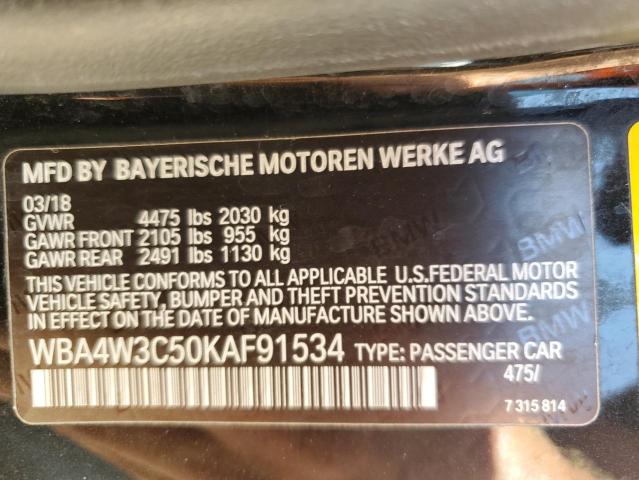 MFD BY BAYERISCHE MOTOREN WERKE AG
03/18
GVWR 4475 lbs 2030 kg
GAWR FRONT 2105 lbs 955 kg
GAWR REAR 2491 lbs 1130 kg
THIS VEHICLE CONFORMS TO ALL APPLICABLE U.S.FEDERAL MOTOR
VEHICLE SAFETY, BUMPER AND THEFT PREVENTION STANDARDS
IN EFFECT ON THE DATE OF MANUFACTURE SHOWN ABOVE.
WBA4W3C50KAF91534 TYPE: PASSENGER CAR
475/
7 315 814
BMW
BMW
BMW